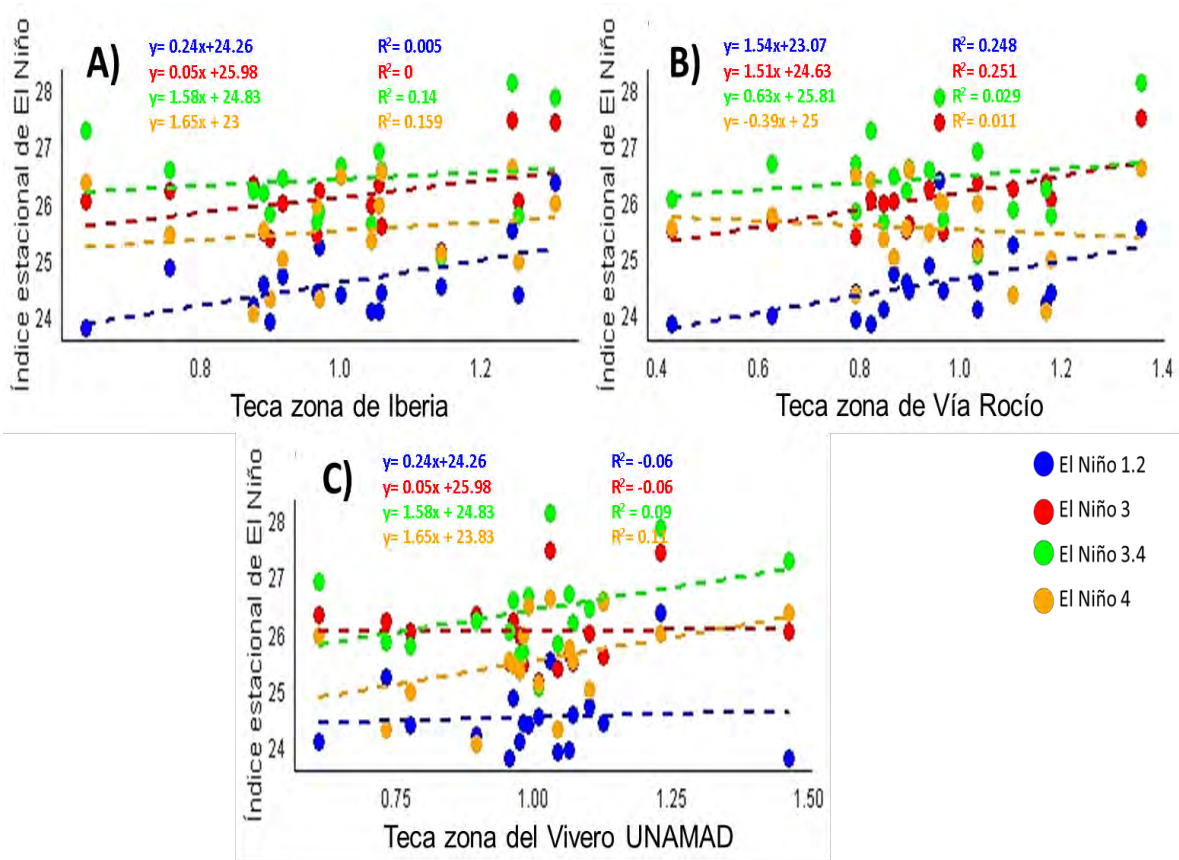 A)
y= 0.24x+24.26 R²= 0.005
y= 0.05x +25.98 R²= 0
y= 1.58x + 24.83 R² = 0.14
y= 1.65x + 23 R² = 0.159
Índice estacional de El Niño
28
27
26
25
24
0.8 1.0 1.2
Teca zona de Iberia
B)
y= 1.54x+23.07 R²= 0.248
y= 1.51x + 24.63 R²= 0.251
y= 0.63x + 25.81 R²= 0.029
y= -0.39x + 25 R²= 0.011
Índice estacional de El Niño
28
27
26
25
24
0.4 0.6 0.8 1.0 1.2 1.4
Teca zona de Vía Rocío
C)
y= 0.24x+24.26 R²= -0.06
y= 0.05x +25.98 R²= -0.06
y= 1.58x + 24.83 R² = 0.09
y= 1.65x + 23.83 R²= 0.11
Índice estacional de El Niño
28
27
26
25
24
0.75 1.00 1.25 1.50
Teca zona del Vivero UNAMAD
El Niño 1.2
El Niño 3
El Niño 3.4
El Niño 4